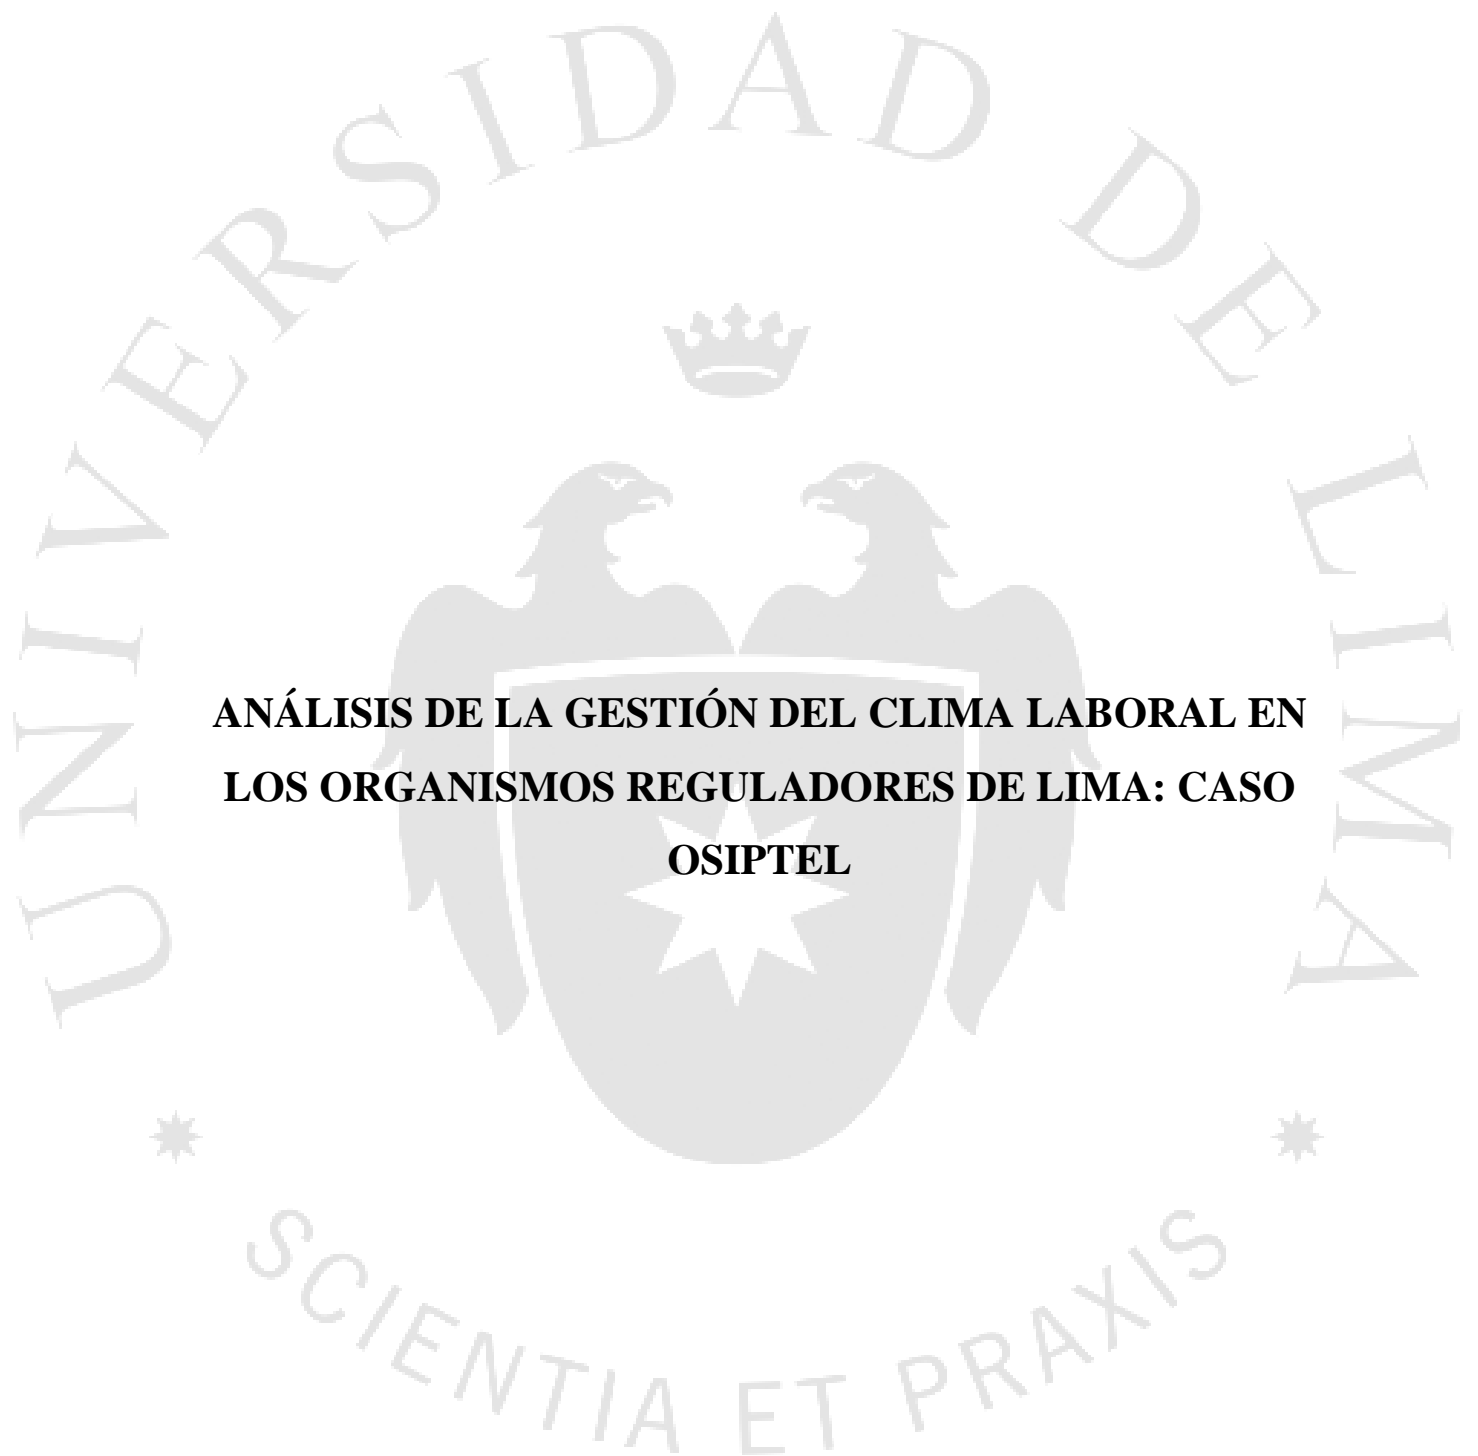 UNIVERSIDAD DE LIMA
ANÁLISIS DE LA GESTIÓN DEL CLIMA LABORAL EN
LOS ORGANISMOS REGULADORES DE LIMA: CASO
OSIPTEL
SCIENTIA ET PRAXIS